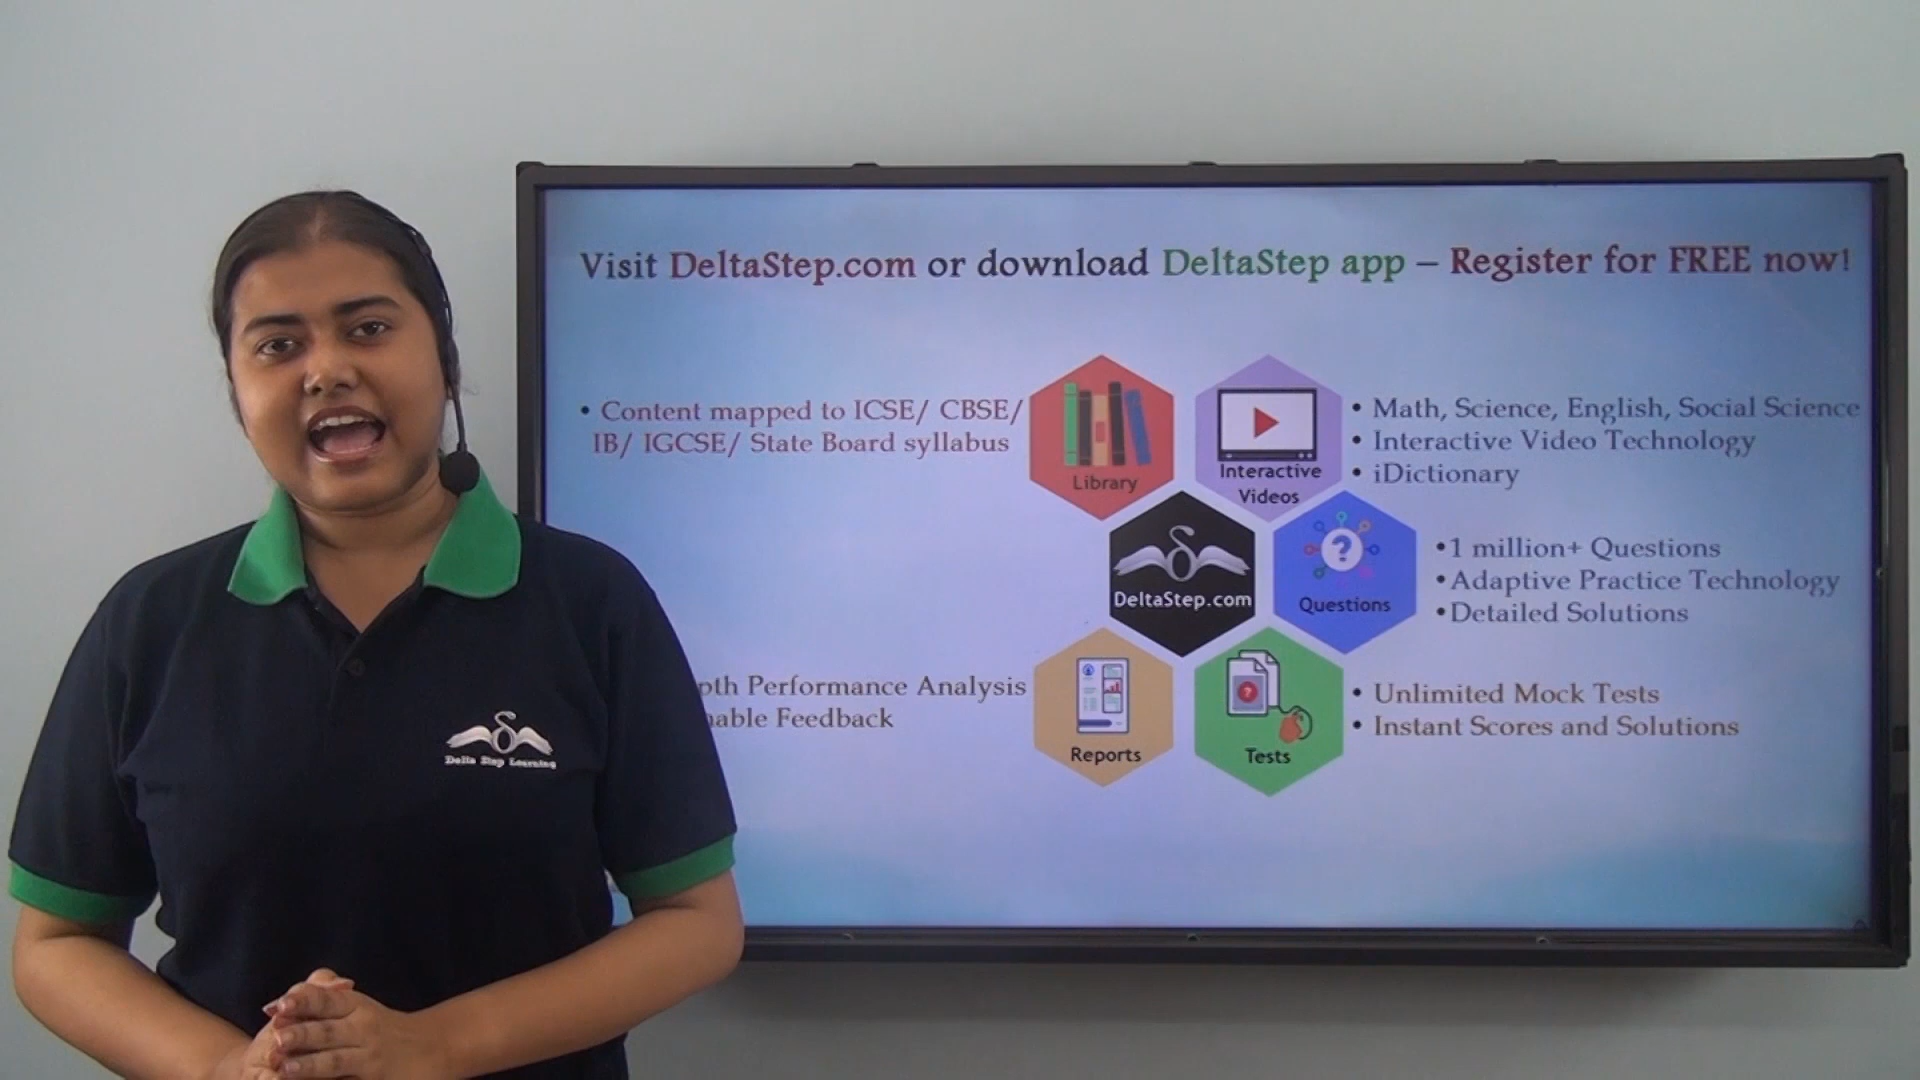 Visit DeltaStep.com or download DeltaStep app – Register for FREE now!
• Content mapped to ICSE/ CBSE/
IB/ IGCSE/ State Board syllabus
Library
Interactive
Videos
• Math, Science, English, Social Science
• Interactive Video Technology
• iDictionary
DeltaStep.com
Questions
•1 million+ Questions
•Adaptive Practice Technology
•Detailed Solutions
Performance Analysis
Feedback
Reports
Tests
• Unlimited Mock Tests
• Instant Scores and Solutions
Delta Step Learning